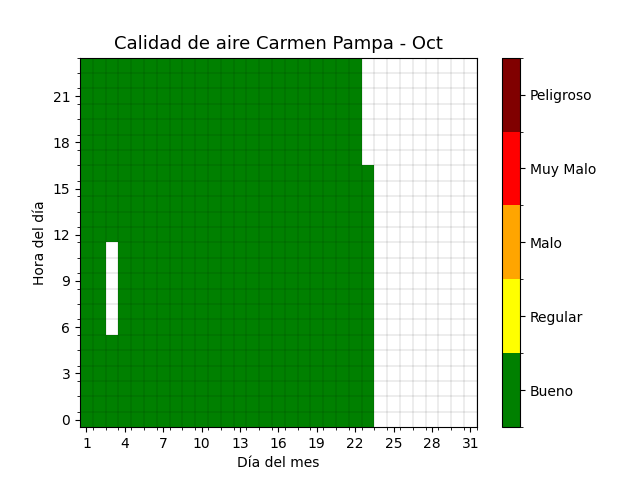 Calidad de aire Carmen Pampa - Oct
21
18
15
12
9
6
3
0
Hora del día
1 4 7 10 13 16 19 22 25 28 31
Día del mes
Peligroso
Muy Malo
Malo
Regular
Bueno